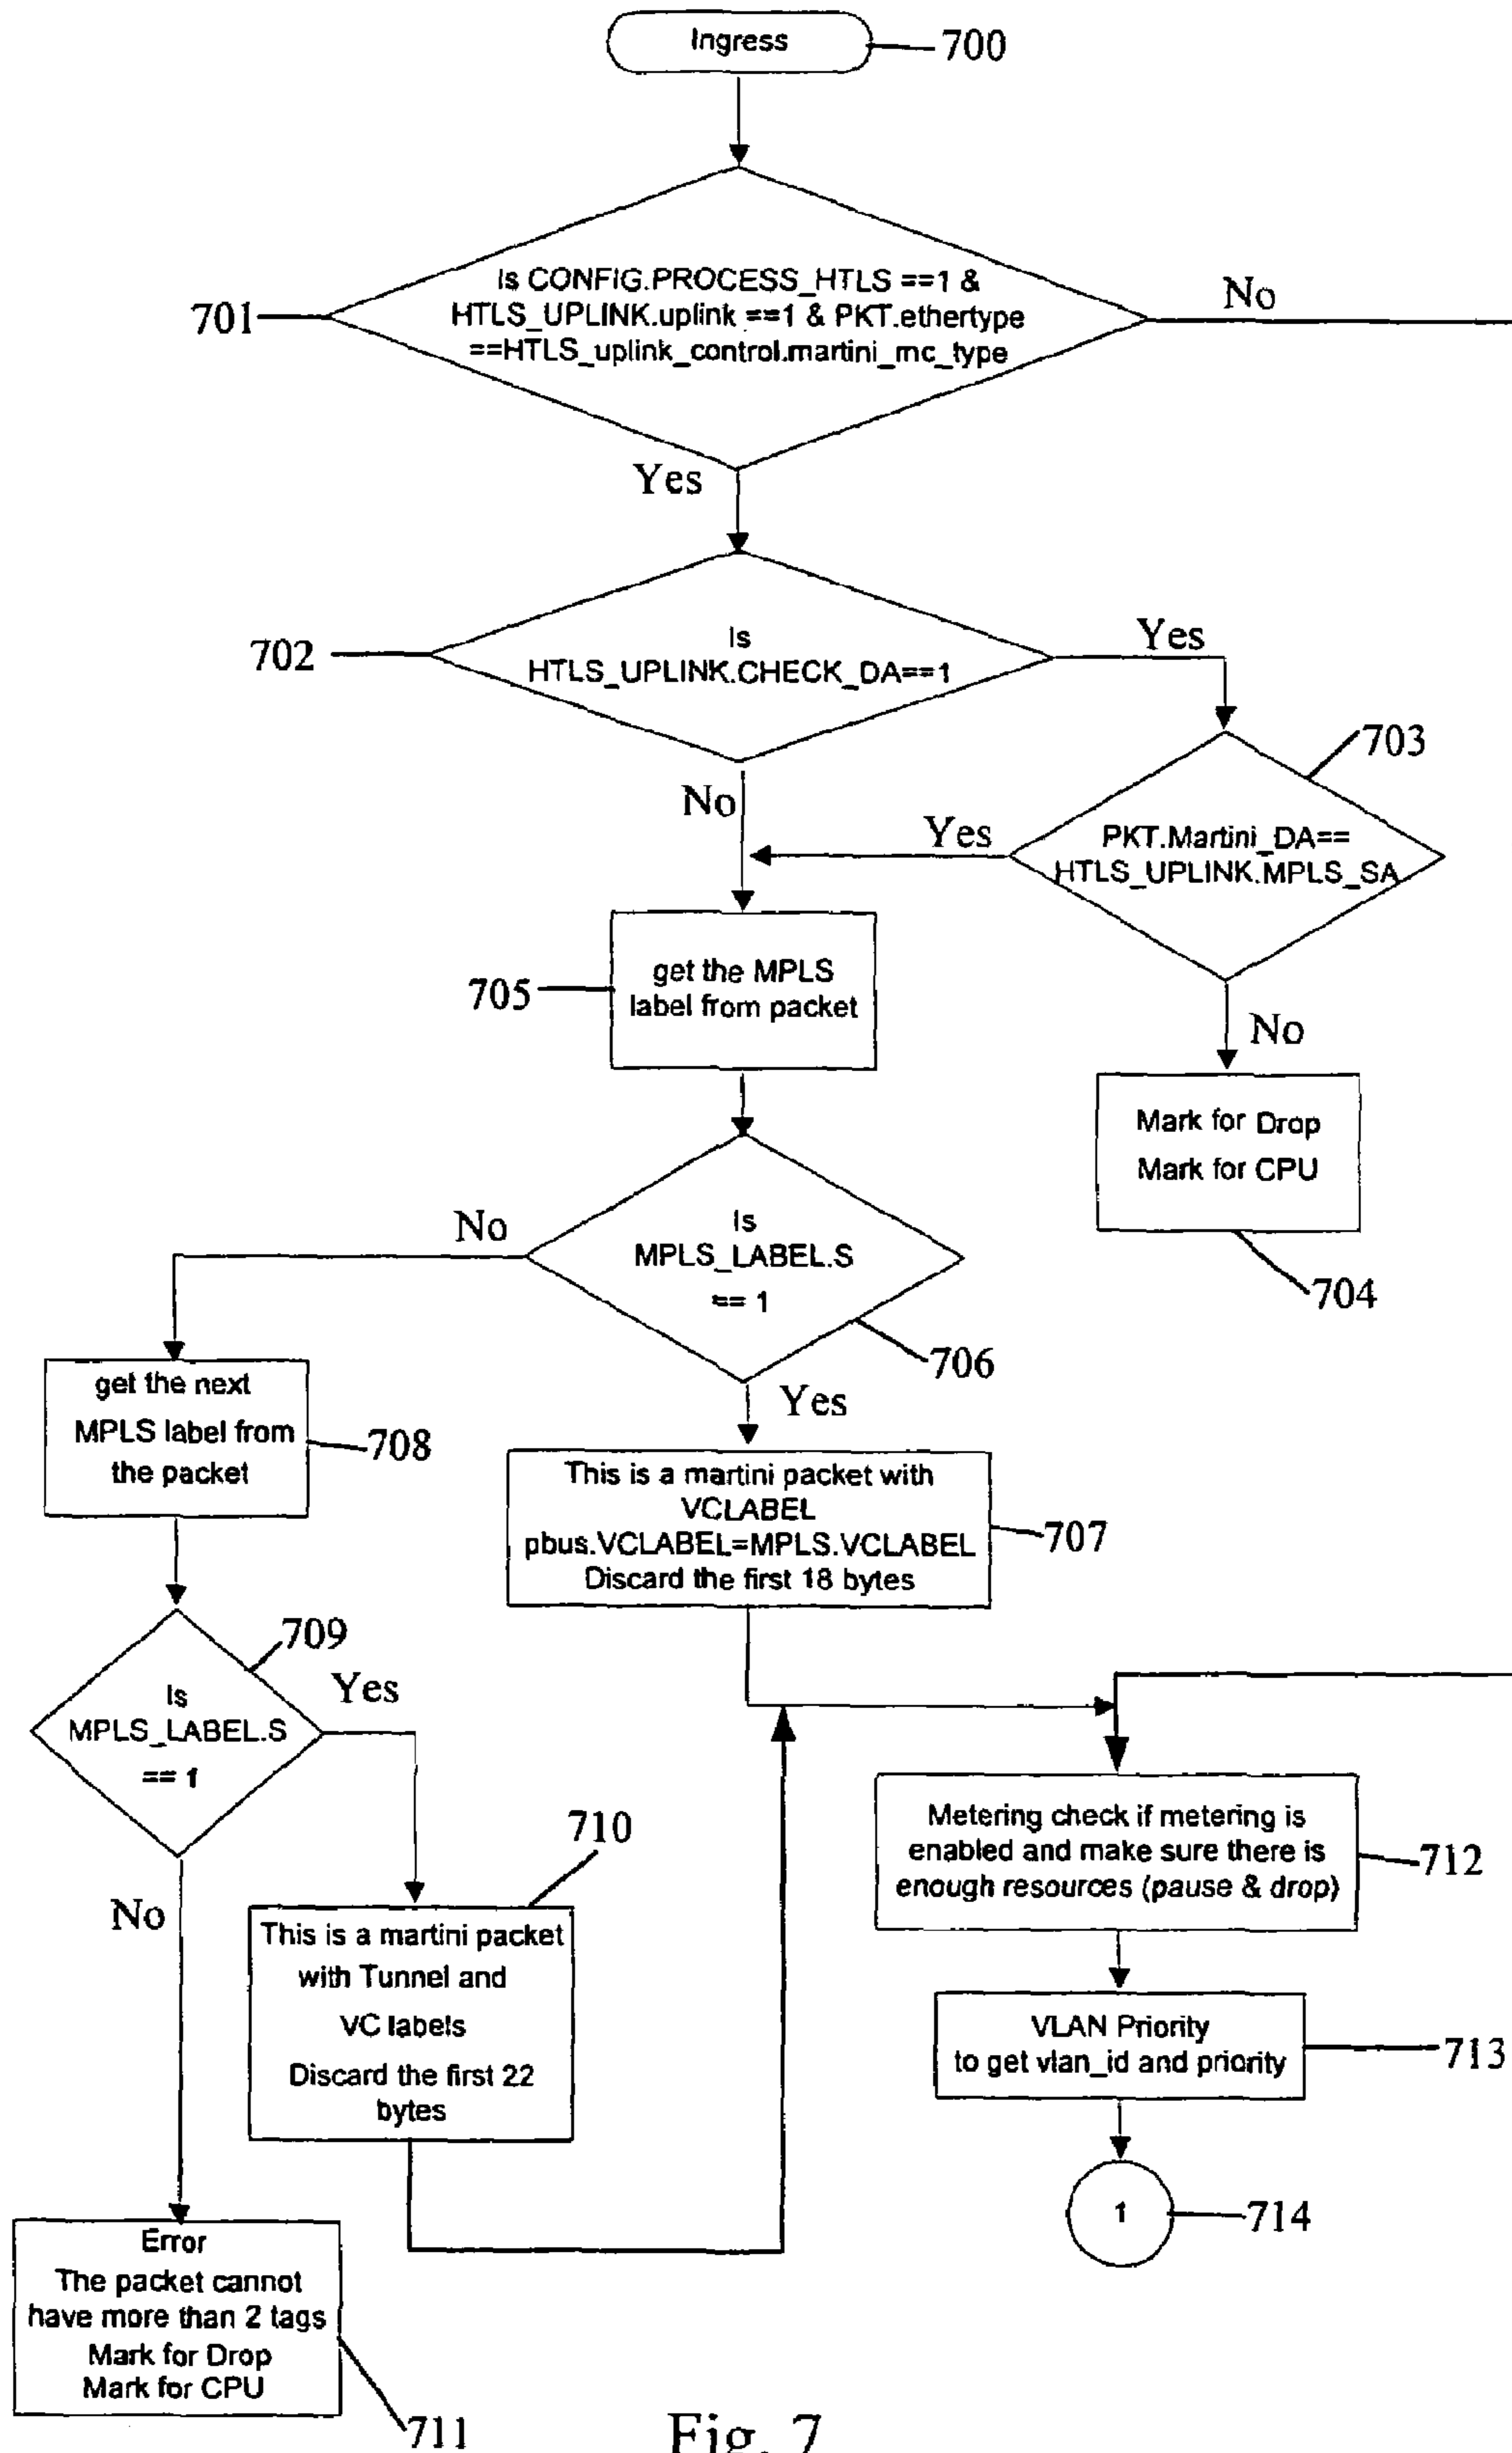 Ingress
700
Is CONFIG.PROCESS_HTLS ==1 &
HTLS_UPLINK.uplink ==1 & PKT.ethertype
==HTLS_uplink_control.martini_mc_type
701
No
Yes
Is
HTLS_UPLINK.CHECK_DA==1
702
Yes
No
703
PKT.Martini_DA==
HTLS_UPLINK.MPLS_SA
Yes
No
get the MPLS
label from packet
705
Mark for Drop
Mark for CPU
704
Is
MPLS_LABEL.S
== 1
706
No
Yes
get the next
MPLS label from
the packet
708
This is a martini packet with
VCLABEL
pbus.VCLABEL=MPLS.VCLABEL
Discard the first 18 bytes
707
709
Is
MPLS_LABEL.S
== 1
Yes
No
710
This is a martini packet
with Tunnel and
VC labels
Discard the first 22
bytes
Metering check if metering is
enabled and make sure there is
enough resources (pause & drop)
712
VLAN Priority
to get vlan_id and priority
713
1
714
Error
The packet cannot
have more than 2 tags
Mark for Drop
Mark for CPU
711
Fig. 7